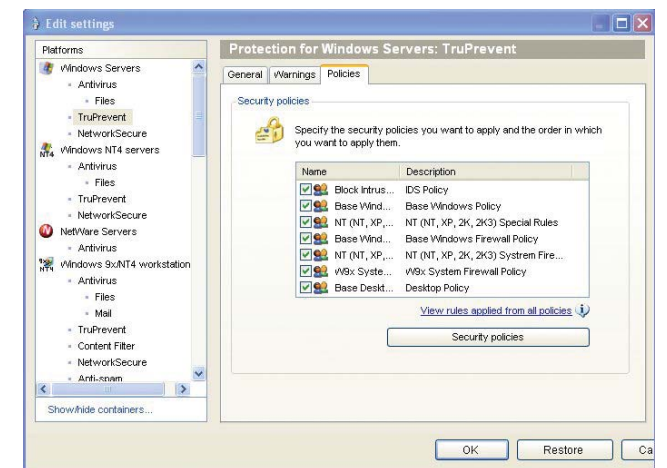 Edit settings
Platforms
Windows Servers
Antivirus
Files
TruPrevent
NetworkSecure
NT4 Windows NT4 servers
Antivirus
Files
TruPrevent
NetworkSecure
NetWare Servers
Antivirus
9x NT4 Windows 9x/NT4 workstation
Antivirus
Files
Mail
TruPrevent
Content Filter
NetworkSecure
Anti-spam
Show/hide containers...
Protection for Windows Servers: TruPrevent
General Warnings Policies
Security policies
Specify the security policies you want to apply and the order in which
you want to apply them.
Name Description
Block Intrus... IDS Policy
Base Wind... Base Windows Policy
NT (NT, XP,... NT (NT, XP, 2K, 2K3) Special Rules
Base Wind... Base Windows Firewall Policy
NT (NT, XP,... NT (NT, XP, 2K, 2K3) Systrem Fire...
W9x Syste... W9x System Firewall Policy
Base Deskt... Desktop Policy
View rules applied from all policies
Security policies
OK Restore Ca